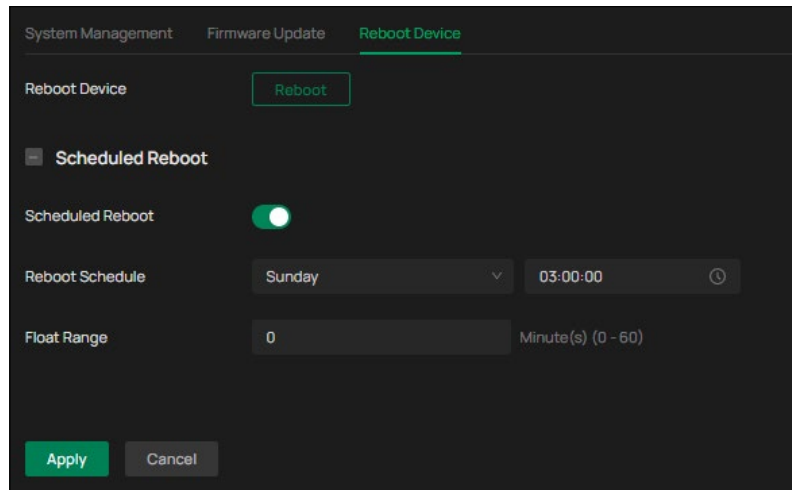 System Management Firmware Update Reboot Device
Reboot Device Reboot
Scheduled Reboot
Scheduled Reboot
Reboot Schedule Sunday 03:00:00
Float Range 0 Minute(s) (0 - 60)
Apply Cancel